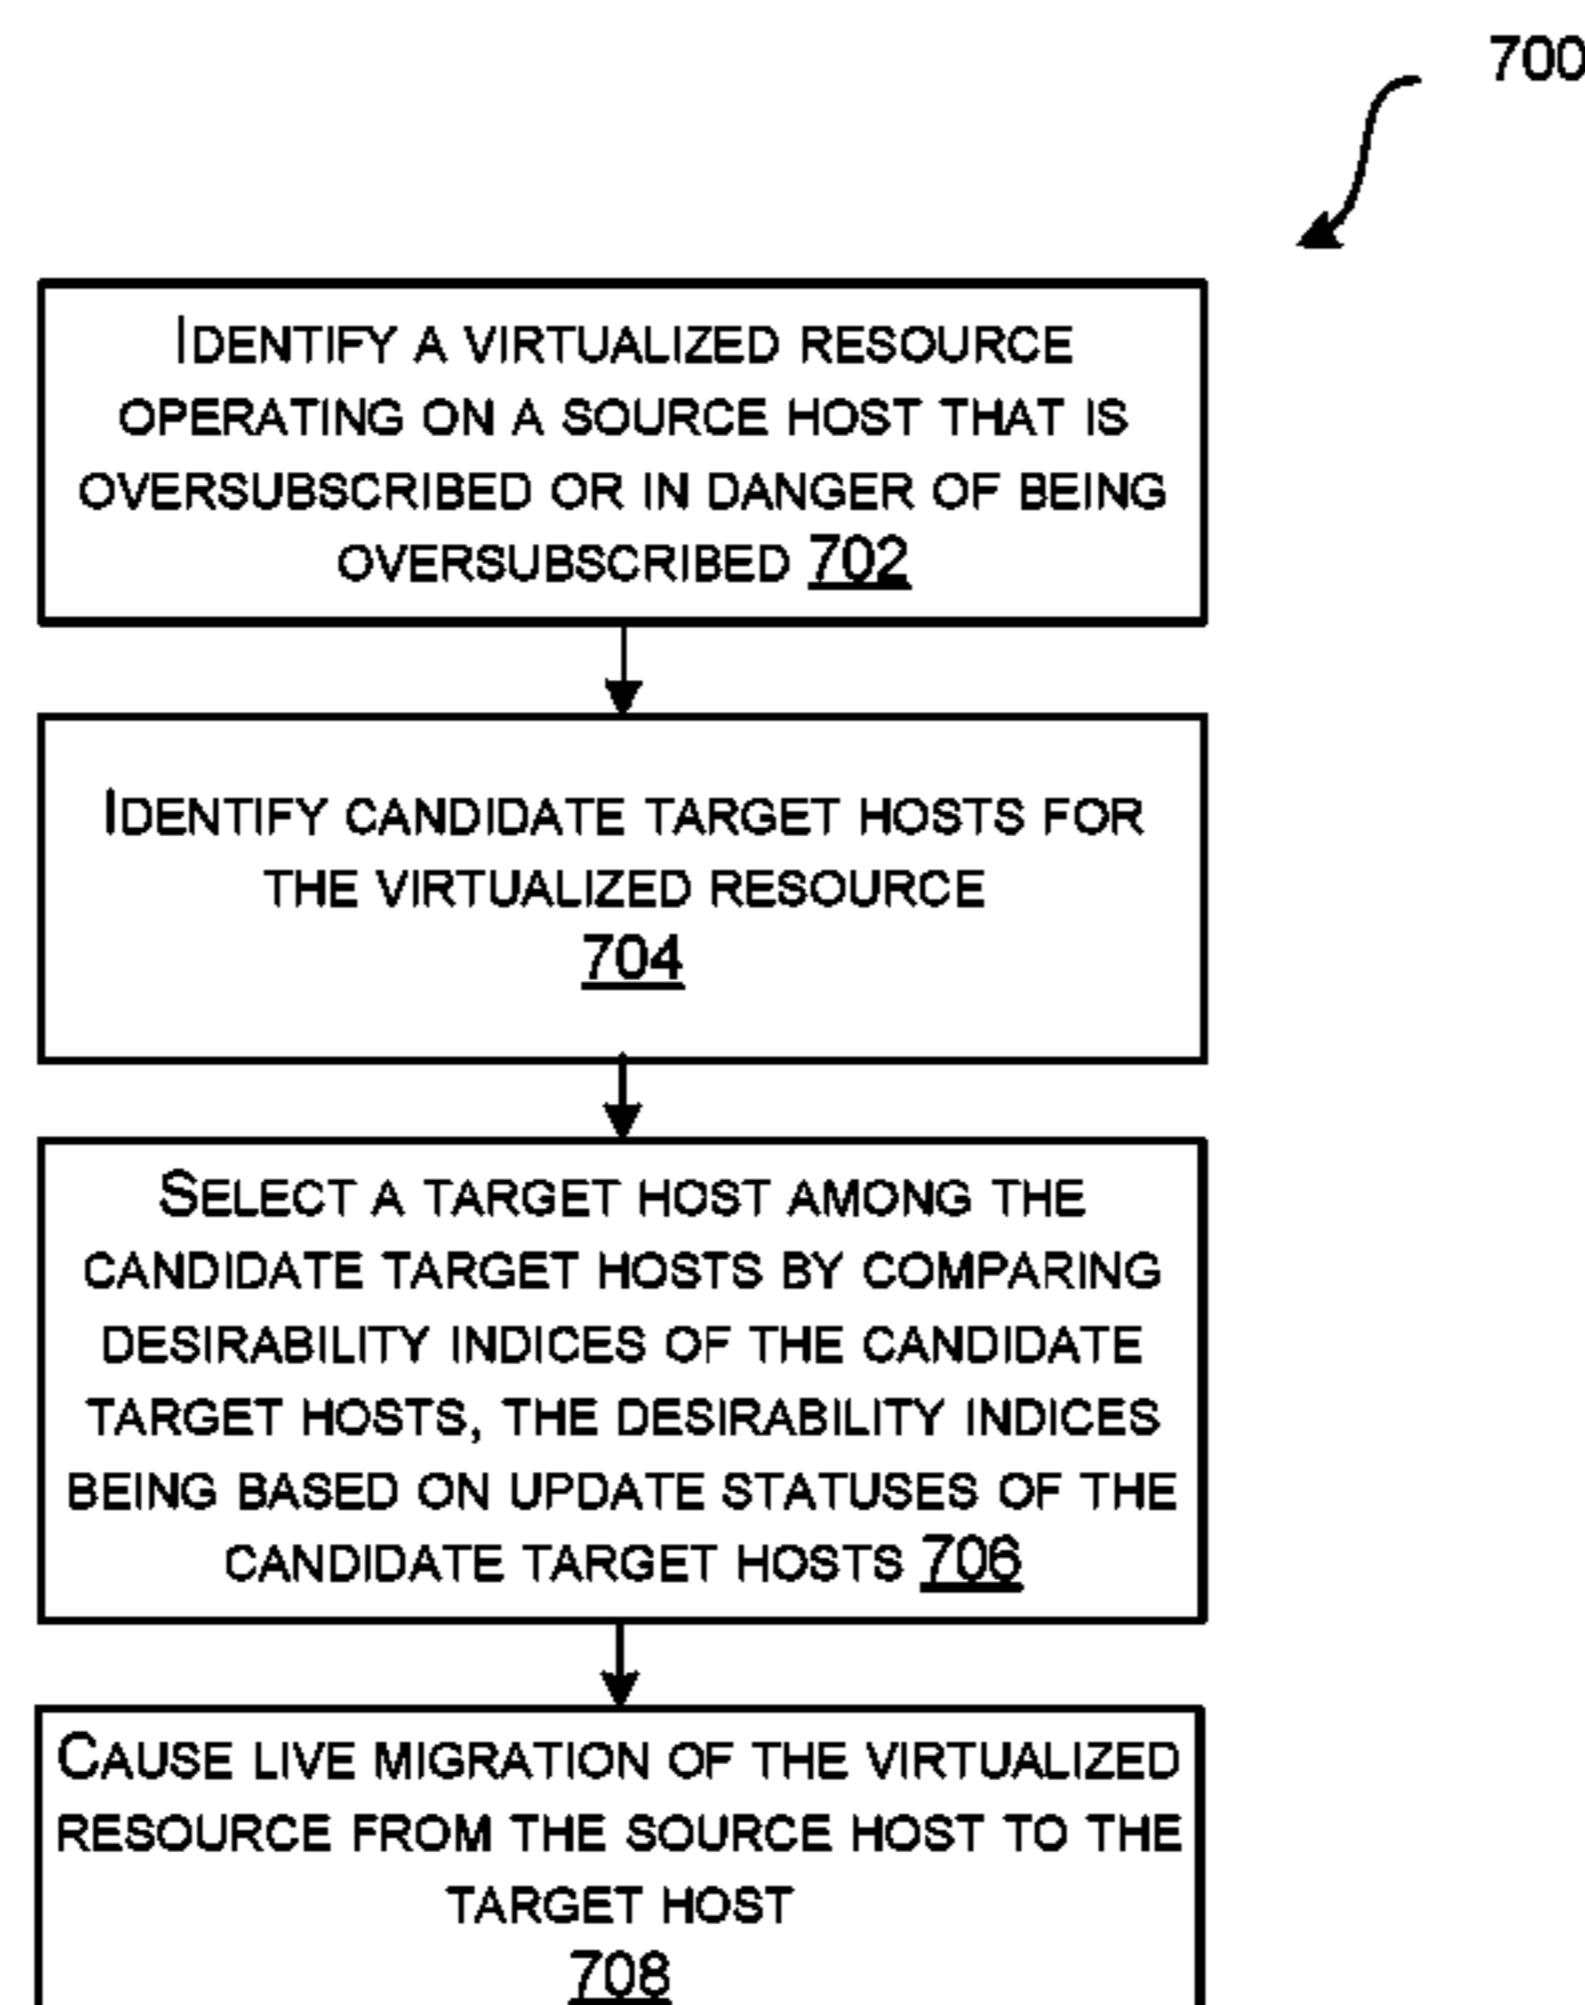 700
IDENTIFY A VIRTUALIZED RESOURCE
OPERATING ON A SOURCE HOST THAT IS
OVERSUBSCRIBED OR IN DANGER OF BEING
OVERSUBSCRIBED 702
IDENTIFY CANDIDATE TARGET HOSTS FOR
THE VIRTUALIZED RESOURCE
704
SELECT A TARGET HOST AMONG THE
CANDIDATE TARGET HOSTS BY COMPARING
DESIRABILITY INDICES OF THE CANDIDATE
TARGET HOSTS, THE DESIRABILITY INDICES
BEING BASED ON UPDATE STATUSES OF THE
CANDIDATE TARGET HOSTS 706
CAUSE LIVE MIGRATION OF THE VIRTUALIZED
RESOURCE FROM THE SOURCE HOST TO THE
TARGET HOST
708